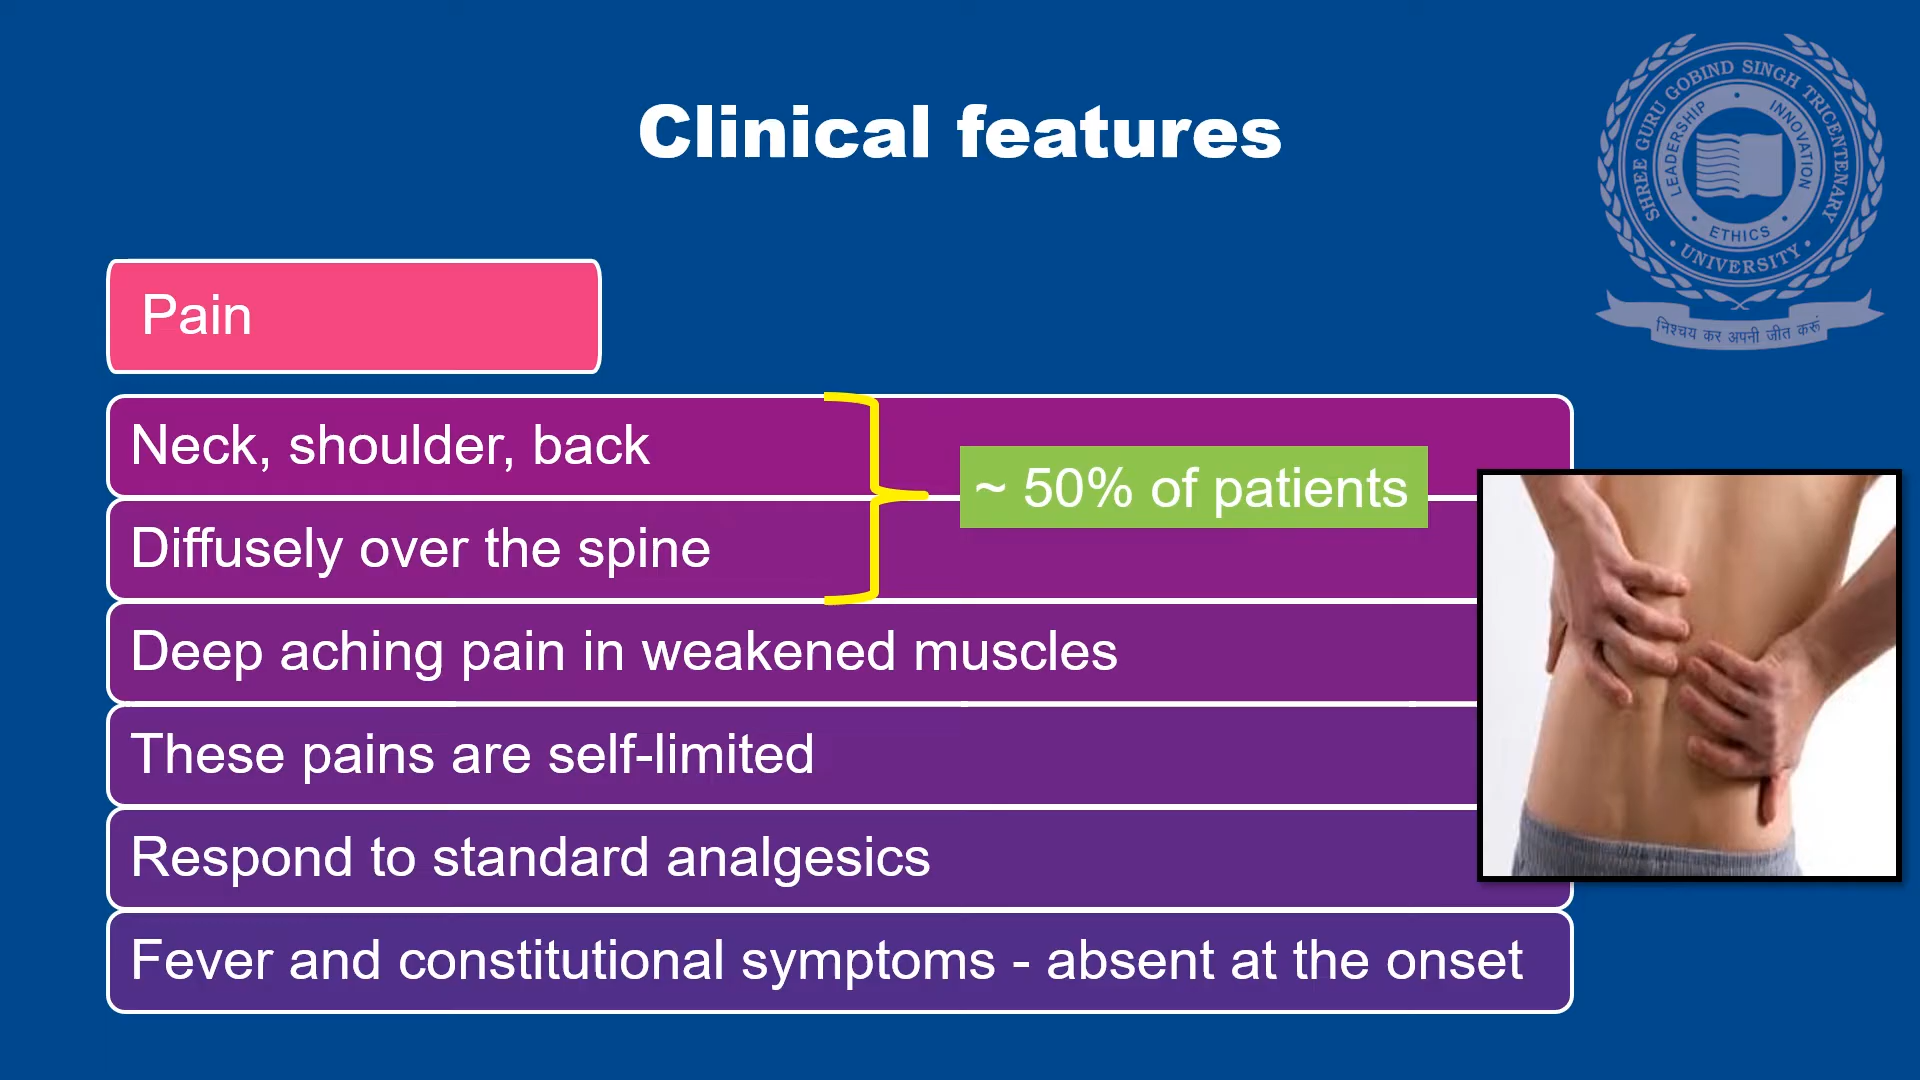 Clinical features
SHREE GURU GOBIND SINGH TRICENTENARY
UNIVERSITY
LEADERSHIP
INNOVATION
ETHICS
निश्चय कर अपनी जीत करूं
Pain
Neck, shoulder, back
~ 50% of patients
Diffusely over the spine
Deep aching pain in weakened muscles
These pains are self-limited
Respond to standard analgesics
Fever and constitutional symptoms - absent at the onset